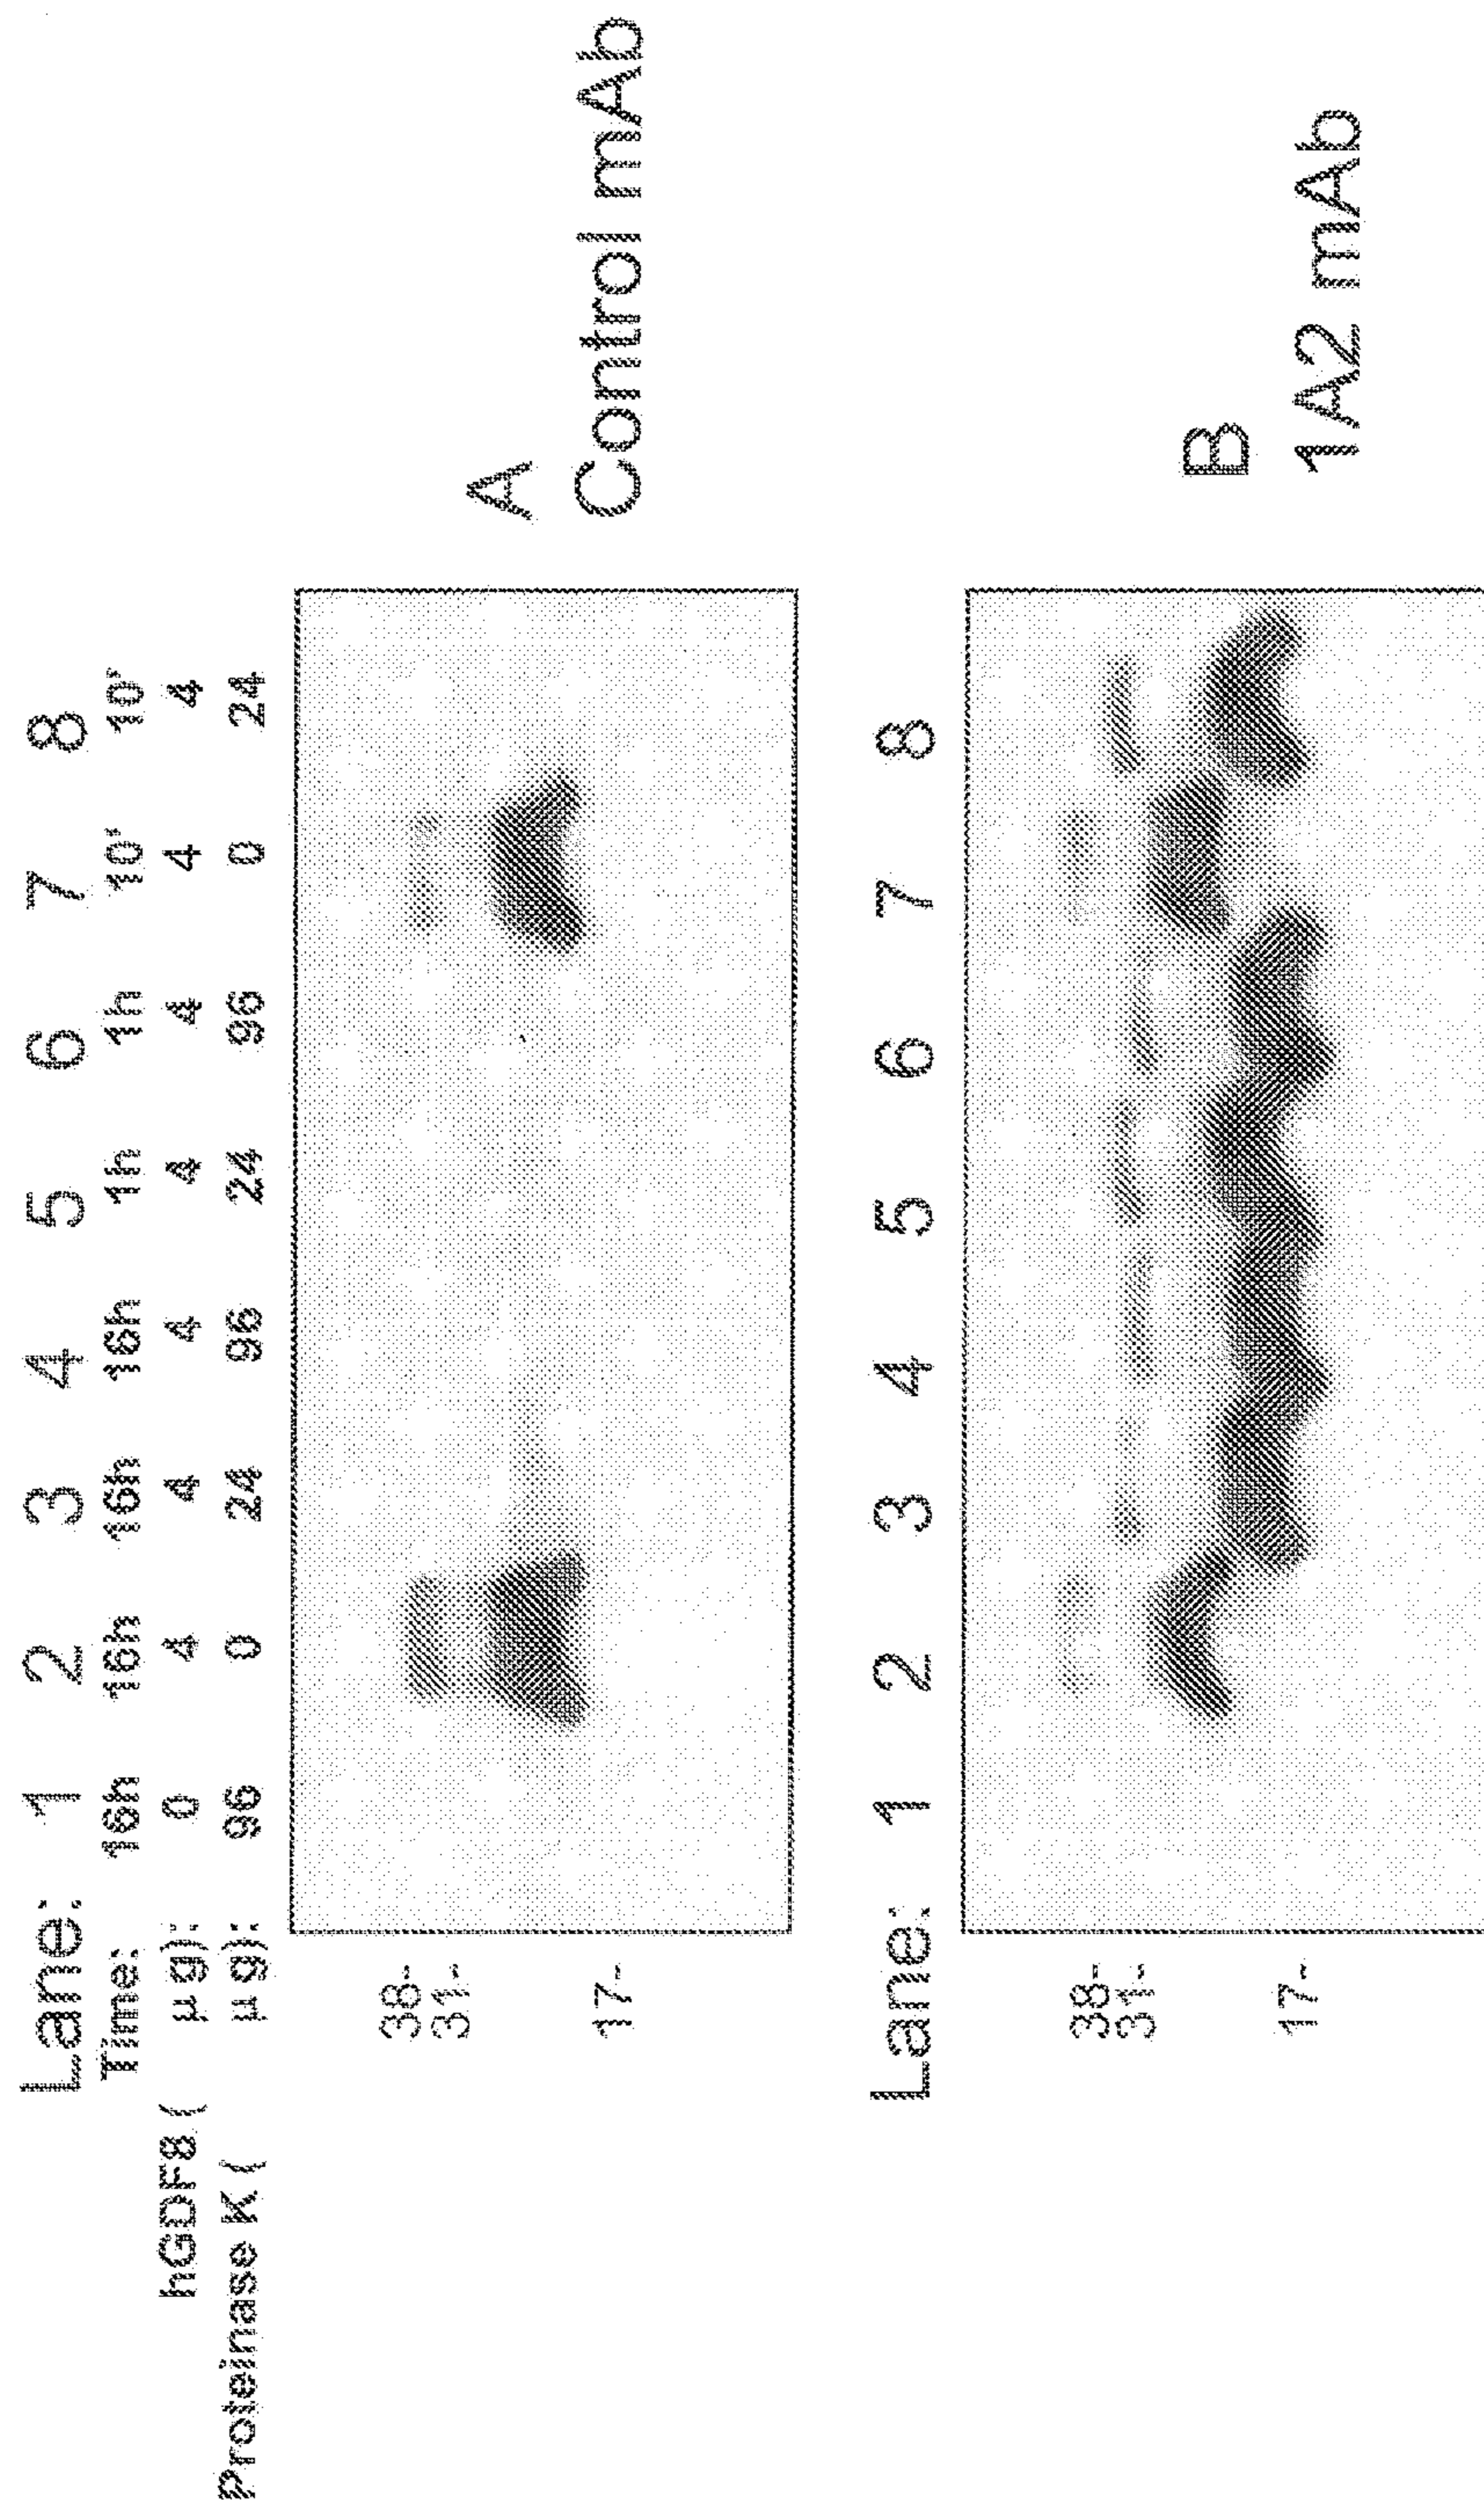 Lane: 1 2 3 4 5 6 7 8
Time: 16h 16h 16h 16h 1h 1h 10' 10'
hGDF8 ( µg): 0 4 4 4 4 4 4 4
Proteinase K ( µg): 96 0 24 96 24 96 0 24
38-
31-
17-
A
Control mAb
Lane: 1 2 3 4 5 6 7 8
38-
31-
17-
B
1A2 mAb